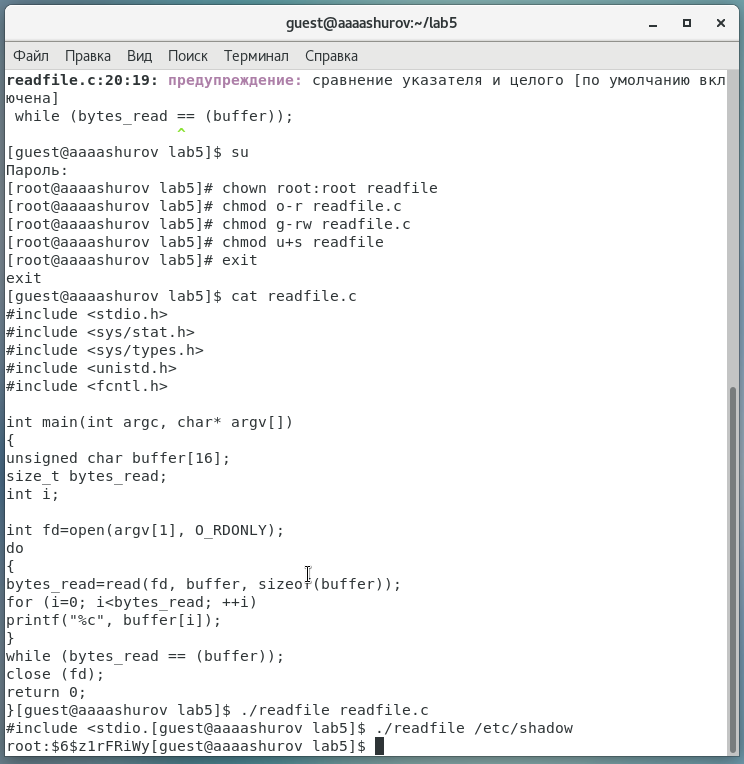 guest@aaaashurov:~/lab5
Файл Правка Вид Поиск Терминал Справка
readfile.c:20:19: предупреждение: сравнение указателя и целого [по умолчанию вкл
ючена]
 while (bytes_read == (buffer));
                   ^
[guest@aaaashurov lab5]$ su
Пароль:
[root@aaaashurov lab5]# chown root:root readfile
[root@aaaashurov lab5]# chmod o-r readfile.c
[root@aaaashurov lab5]# chmod g-rw readfile.c
[root@aaaashurov lab5]# chmod u+s readfile
[root@aaaashurov lab5]# exit
exit
[guest@aaaashurov lab5]$ cat readfile.c
#include <stdio.h>
#include <sys/stat.h>
#include <sys/types.h>
#include <unistd.h>
#include <fcntl.h>

int main(int argc, char* argv[])
{
unsigned char buffer[16];
size_t bytes_read;
int i;

int fd=open(argv[1], O_RDONLY);
do
{
bytes_read=read(fd, buffer, sizeof(buffer));
for (i=0; i<bytes_read; ++i)
printf("%c", buffer[i]);
}
while (bytes_read == (buffer));
close (fd);
return 0;
}[guest@aaaashurov lab5]$ ./readfile readfile.c
#include <stdio.[guest@aaaashurov lab5]$ ./readfile /etc/shadow
root:$6$z1rFRiWy[guest@aaaashurov lab5]$